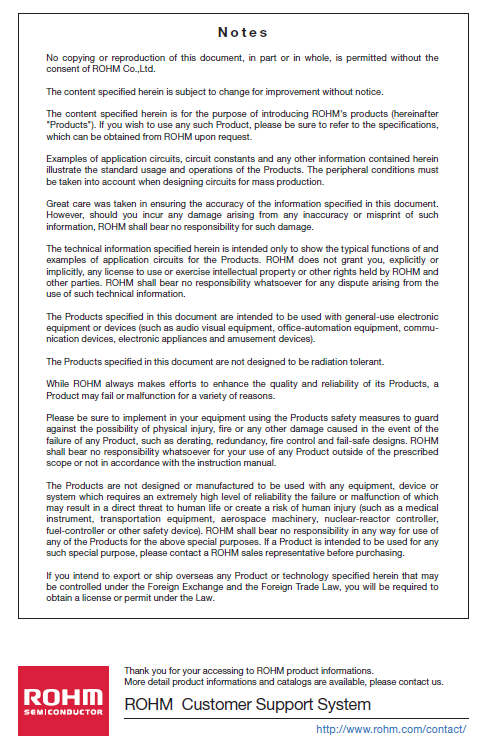 Notes
No copying or reproduction of this document, in part or in whole, is permitted without the
consent of ROHM Co.,Ltd.
The content specified herein is subject to change for improvement without notice.
The content specified herein is for the purpose of introducing ROHM's products (hereinafter
"Products"). If you wish to use any such Product, please be sure to refer to the specifications,
which can be obtained from ROHM upon request.
Examples of application circuits, circuit constants and any other information contained herein
illustrate the standard usage and operations of the Products. The peripheral conditions must
be taken into account when designing circuits for mass production.
Great care was taken in ensuring the accuracy of the information specified in this document.
However, should you incur any damage arising from any inaccuracy or misprint of such
information, ROHM shall bear no responsibility for such damage.
The technical information specified herein is intended only to show the typical functions of and
examples of application circuits for the Products. ROHM does not grant you, explicitly or
implicitly, any license to use or exercise intellectual property or other rights held by ROHM and
other parties. ROHM shall bear no responsibility whatsoever for any dispute arising from the
use of such technical information.
The Products specified in this document are intended to be used with general-use electronic
equipment or devices (such as audio visual equipment, office-automation equipment, commu-
nication devices, electronic appliances and amusement devices).
The Products specified in this document are not designed to be radiation tolerant.
While ROHM always makes efforts to enhance the quality and reliability of its Products, a
Product may fail or malfunction for a variety of reasons.
Please be sure to implement in your equipment using the Products safety measures to guard
against the possibility of physical injury, fire or any other damage caused in the event of the
failure of any Product, such as derating, redundancy, fire control and fail-safe designs. ROHM
shall bear no responsibility whatsoever for your use of any Product outside of the prescribed
scope or not in accordance with the instruction manual.
The Products are not designed or manufactured to be used with any equipment, device or
system which requires an extremely high level of reliability the failure or malfunction of which
may result in a direct threat to human life or create a risk of human injury (such as a medical
instrument, transportation equipment, aerospace machinery, nuclear-reactor controller,
fuel-controller or other safety device). ROHM shall bear no responsibility in any way for use of
any of the Products for the above special purposes. If a Product is intended to be used for any
such special purpose, please contact a ROHM sales representative before purchasing.
If you intend to export or ship overseas any Product or technology specified herein that may
be controlled under the Foreign Exchange and the Foreign Trade Law, you will be required to
obtain a license or permit under the Law.
ROHM
SEMICONDUCTOR
Thank you for your accessing to ROHM product informations.
More detail product informations and catalogs are available, please contact us.
ROHM Customer Support System
http://www.rohm.com/contact/